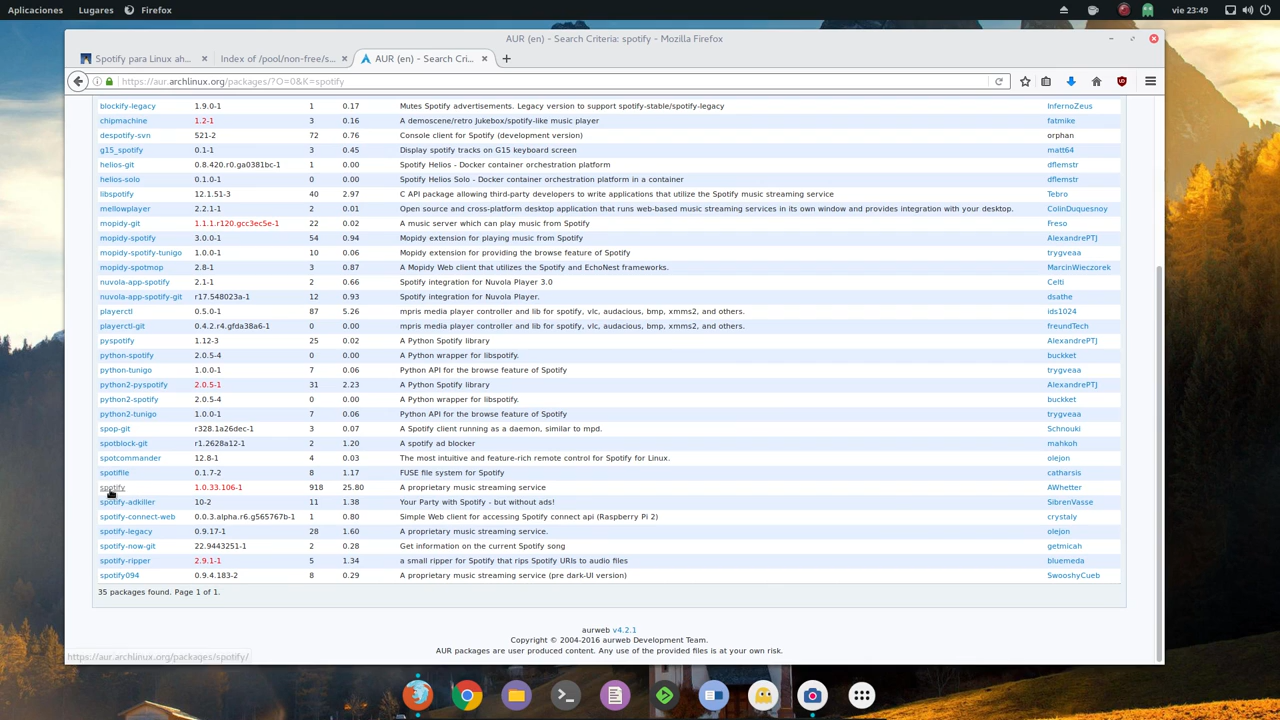 Aplicaciones Lugares Firefox vie 23:49
AUR (en) - Search Criteria: spotify - Mozilla Firefox
Spotify para Linux ah... Index of /pool/non-free/s... AUR (en) - Search Cri...
https://aur.archlinux.org/packages/?O=0&K=spotify
blockify-legacy 1.9.0-1 1 0.17 Mutes Spotify advertisements. Legacy version to support spotify-stable/spotify-legacy InfernoZeus
chipmachine 1.2-1 3 0.16 A demoscene/retro Jukebox/spotify-like music player fatmike
despotify-svn 521-2 72 0.76 Console client for Spotify (development version) orphan
g15_spotify 0.1-1 3 0.45 Display spotify tracks on G15 keyboard screen matt64
helios-git 0.8.420.r0.ga0381bc-1 1 0.00 Spotify Helios - Docker container orchestration platform dflemstr
helios-solo 0.1.0-1 0 0.00 Spotify Helios Solo - Docker container orchestration platform in a container dflemstr
libspotify 12.1.51-3 40 2.97 C API package allowing third-party developers to write applications that utilize the Spotify music streaming service Tebro
mellowplayer 2.2.1-1 2 0.01 Open source and cross-platform desktop application that runs web-based music streaming services in its own window and provides integration with your desktop. ColinDuquesnoy
mopidy-git 1.1.1.r120.gcc3ec5e-1 22 0.02 A music server which can play music from Spotify Freso
mopidy-spotify 3.0.0-1 54 0.94 Mopidy extension for playing music from Spotify AlexandrePTJ
mopidy-spotify-tunigo 1.0.0-1 10 0.06 Mopidy extension for providing the browse feature of Spotify trygveaa
mopidy-spotmop 2.8-1 3 0.87 A Mopidy Web client that utilizes the Spotify and EchoNest frameworks. MarcinWieczorek
nuvola-app-spotify 2.1-1 2 0.66 Spotify integration for Nuvola Player 3.0 Celti
nuvola-app-spotify-git r17.548023a-1 12 0.93 Spotify integration for Nuvola Player. dsathe
playerctl 0.5.0-1 87 5.26 mpris media player controller and lib for spotify, vlc, audacious, bmp, xmms2, and others. ids1024
playerctl-git 0.4.2.r4.gfda38a6-1 0 0.00 mpris media player controller and lib for spotify, vlc, audacious, bmp, xmms2, and others. freundTech
pyspotify 1.12-3 25 0.02 A Python Spotify library AlexandrePTJ
python-spotify 2.0.5-4 0 0.00 A Python wrapper for libspotify. buckket
python-tunigo 1.0.0-1 7 0.06 Python API for the browse feature of Spotify trygveaa
python2-pyspotify 2.0.5-1 31 2.23 A Python Spotify library AlexandrePTJ
python2-spotify 2.0.5-4 0 0.00 A Python wrapper for libspotify. buckket
python2-tunigo 1.0.0-1 7 0.06 Python API for the browse feature of Spotify trygveaa
spop-git r328.1a26dec-1 3 0.07 A Spotify client running as a daemon, similar to mpd. Schnouki
spotblock-git r1.2628a12-1 2 1.20 A spotify ad blocker mahkoh
spotcommander 12.8-1 4 0.03 The most intuitive and feature-rich remote control for Spotify for Linux. olejon
spotifile 0.1.7-2 8 1.17 FUSE file system for Spotify catharsis
spotify 1.0.33.106-1 918 25.80 A proprietary music streaming service AWhetter
spotify-adkiller 10-2 11 1.38 Your Party with Spotify - but without ads! SibrenVasse
spotify-connect-web 0.0.3.alpha.r6.g565767b-1 1 0.80 Simple Web client for accessing Spotify connect api (Raspberry Pi 2) crystaly
spotify-legacy 0.9.17-1 28 1.60 A proprietary music streaming service. olejon
spotify-now-git 22.9443251-1 2 0.28 Get information on the current Spotify song getmicah
spotify-ripper 2.9.1-1 5 1.34 a small ripper for Spotify that rips Spotify URIs to audio files bluemeda
spotify094 0.9.4.183-2 8 0.29 A proprietary music streaming service (pre dark-UI version) SwooshyCueb
35 packages found. Page 1 of 1.
aurweb v4.2.1
Copyright © 2004-2016 aurweb Development Team.
AUR packages are user produced content. Any use of the provided files is at your own risk.
https://aur.archlinux.org/packages/spotify/